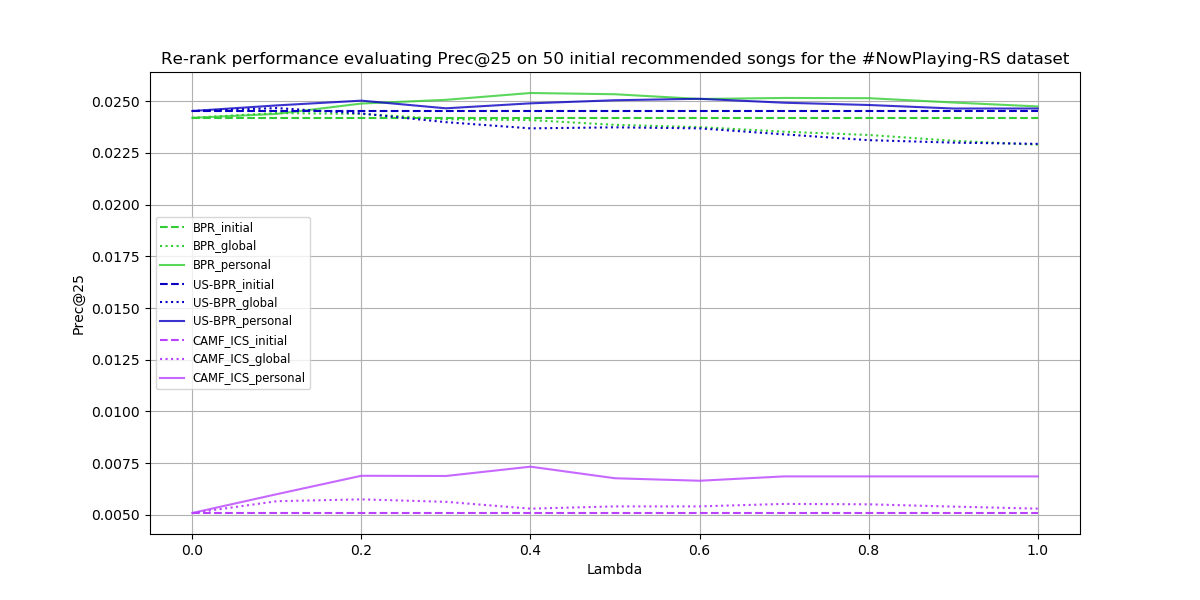 Re-rank performance evaluating Prec@25 on 50 initial recommended songs for the #NowPlaying-RS dataset
0.0250
0.0225
0.0200
0.0175
0.0150
0.0125
0.0100
0.0075
0.0050
Prec@25
BPR_initial
BPR_global
BPR_personal
US-BPR_initial
US-BPR_global
US-BPR_personal
CAMF_ICS_initial
CAMF_ICS_global
CAMF_ICS_personal
0.0 0.2 0.4 0.6 0.8 1.0
Lambda